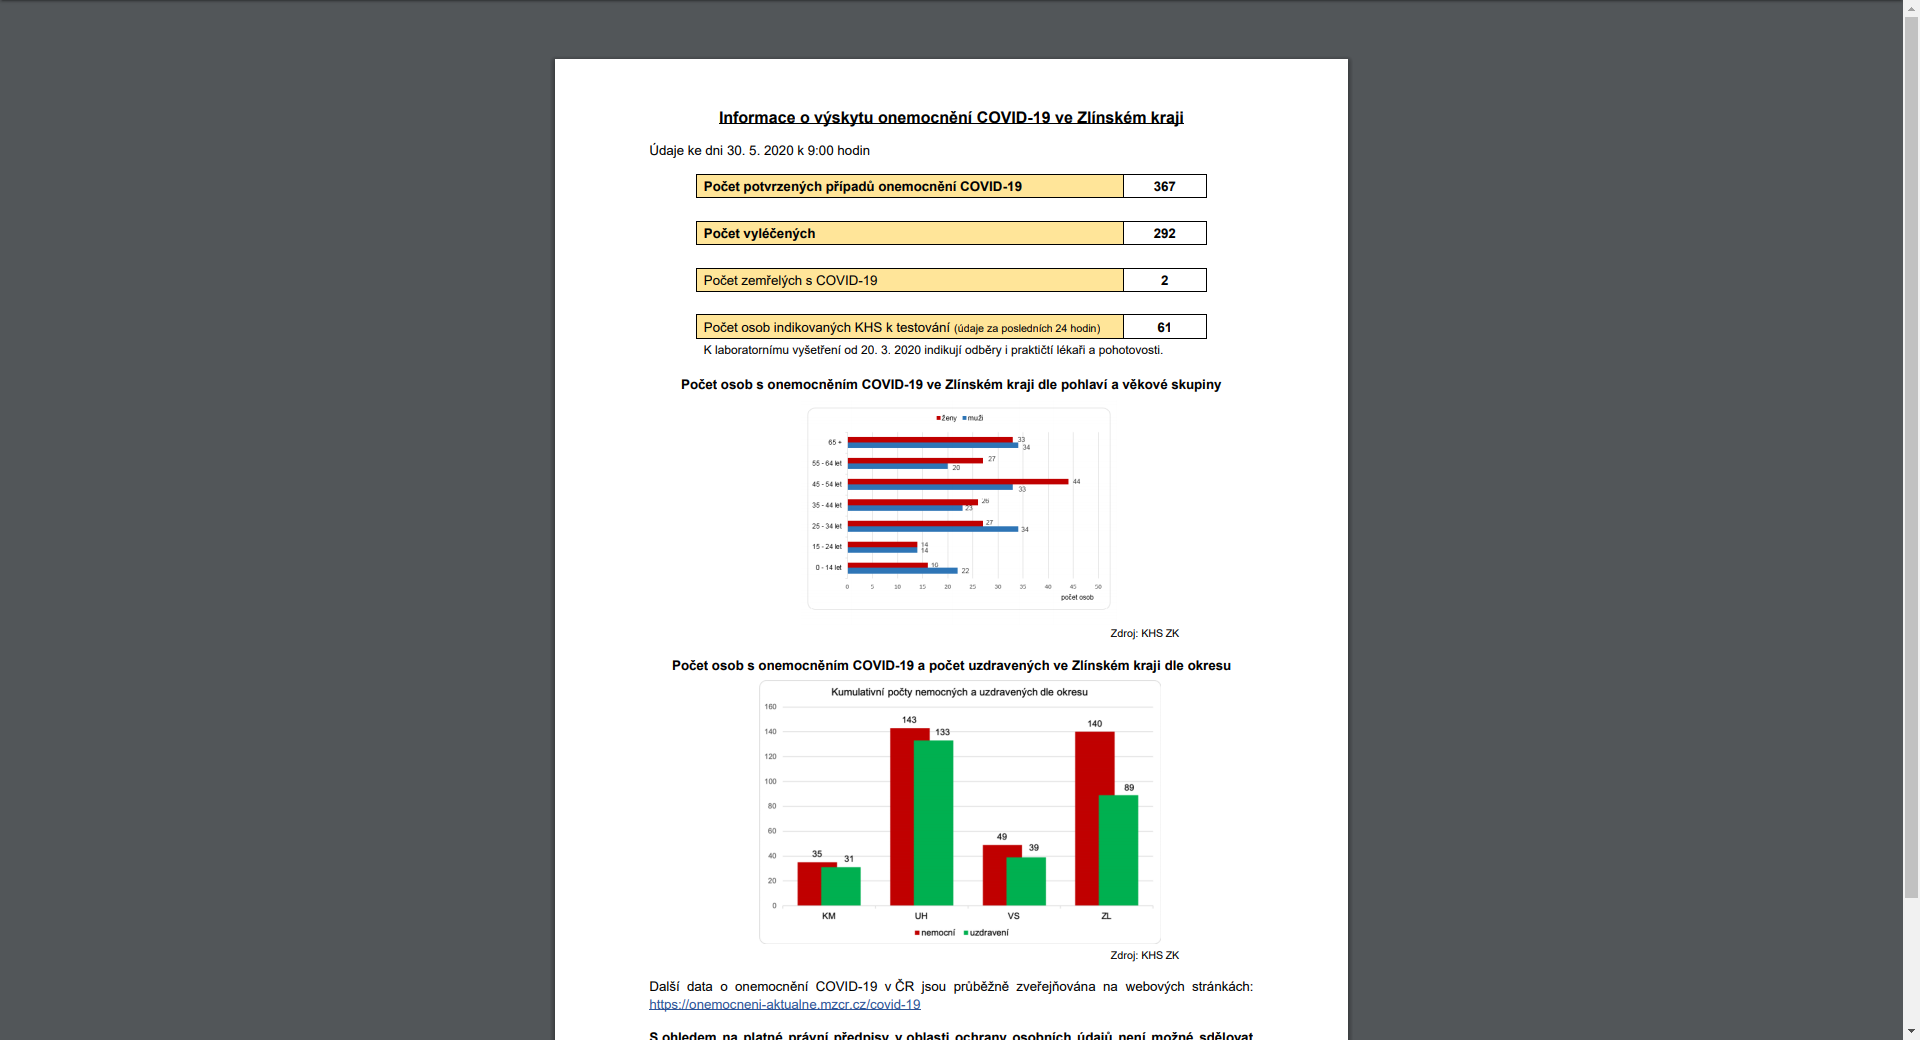 Informace o výskytu onemocnění COVID-19 ve Zlínském kraji
Údaje ke dni 30. 5. 2020 k 9:00 hodin
Počet potvrzených případů onemocnění COVID-19 367
Počet vyléčených 292
Počet zemřelých s COVID-19 2
Počet osob indikovaných KHS k testování (údaje za posledních 24 hodin) 61
K laboratornímu vyšetření od 20. 3. 2020 indikují odběry i praktičtí lékaři a pohotovosti.
Počet osob s onemocněním COVID-19 ve Zlínském kraji dle pohlaví a věkové skupiny
ženy muži
65 + 33
34
55 - 64 let 27
20
45 - 54 let 44
33
35 - 44 let 26
23
25 - 34 let 27
34
15 - 24 let 14
14
0 - 14 let 16
22
0 5 10 15 20 25 30 35 40 45 50
počet osob
Zdroj: KHS ZK
Počet osob s onemocněním COVID-19 a počet uzdravených ve Zlínském kraji dle okresu
Kumulativní počty nemocných a uzdravených dle okresu
160
140
120
100
80
60
40
20
0
35 31
143 133
49 39
140 89
KM UH VS ZL
nemocní uzdravení
Zdroj: KHS ZK
Další data o onemocnění COVID-19 v ČR jsou průběžně zveřejňována na webových stránkách:
https://onemocneni-aktualne.mzcr.cz/covid-19
S ohledem na platné právní předpisy v oblasti ochrany osobních údajů není možné sdělovat